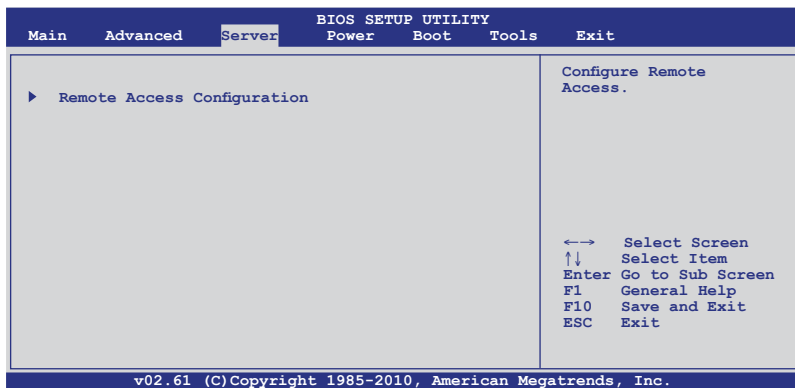 BIOS SETUP UTILITY
Main Advanced Server Power Boot Tools Exit
Remote Access Configuration
Configure Remote
Access.
←→ Select Screen
↑↓ Select Item
Enter Go to Sub Screen
F1 General Help
F10 Save and Exit
ESC Exit
v02.61 (C)Copyright 1985-2010, American Megatrends, Inc.